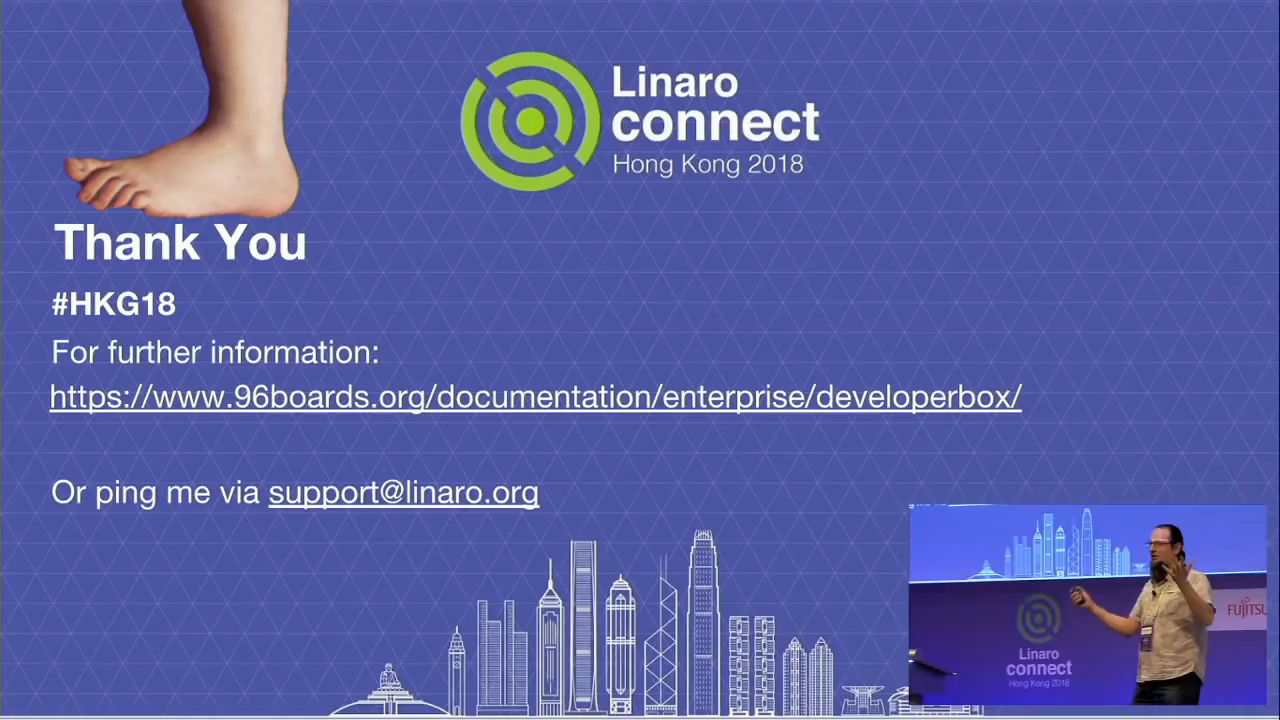 Linaro
connect
Hong Kong 2018
Thank You
#HKG18
For further information:
https://www.96boards.org/documentation/enterprise/developerbox/
Or ping me via support@linaro.org
FUJITSU
Linaro
connect
Hong Kong 2018